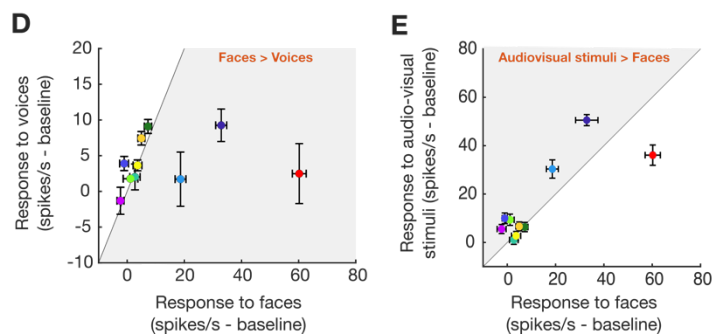 D
Faces > Voices
Response to voices
(spikes/s - baseline)
20
15
10
5
0
-5
-10
0
20
40
60
80
Response to faces
(spikes/s - baseline)
E
Audiovisual stimuli > Faces
Response to audio-visual
stimuli (spikes/s - baseline)
80
60
40
20
0
0
20
40
60
80
Response to faces
(spikes/s - baseline)